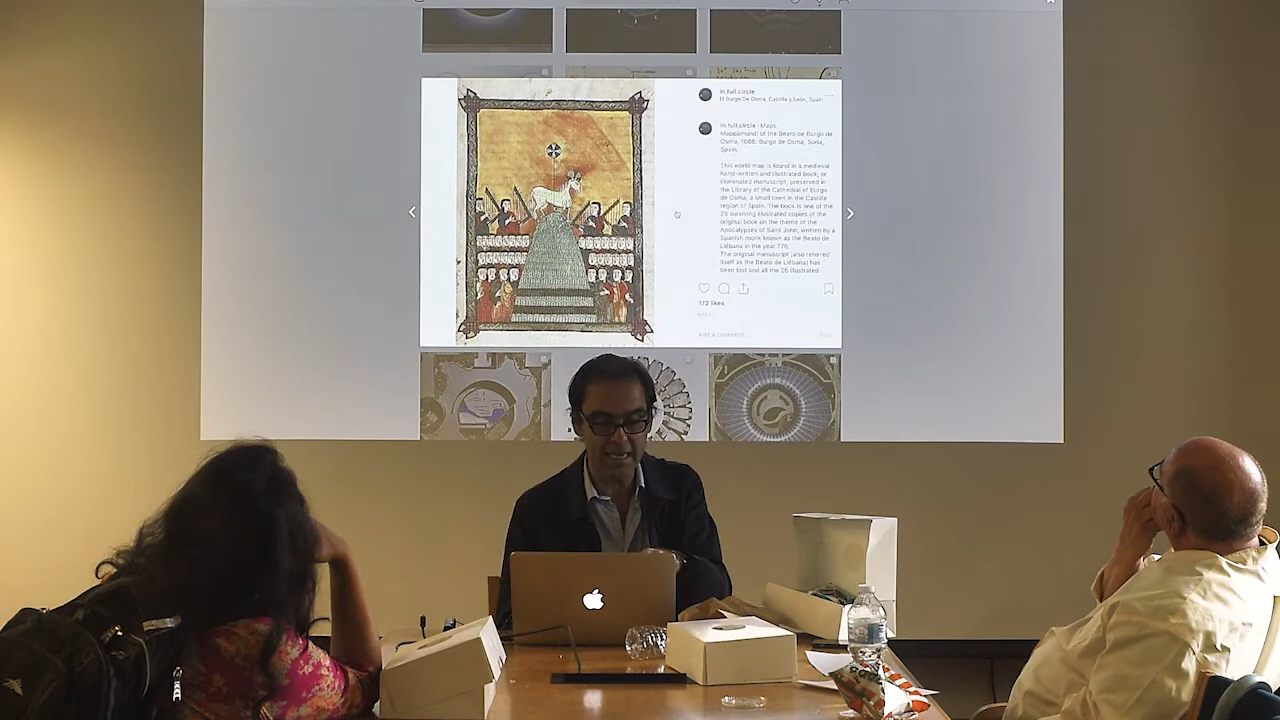 in.full.circle
El Burgo De Osma, Castilla y León, Spain
in.full.circle -Maps.
Mappamundi of the Beato de Burgo de
Osma, 1086. Burgo de Osma, Soria,
Spain.
This world map is found in a medieval
hand-written and illustrated book, or
illuminated manuscript, preserved in
the Library of the Cathedral of Burgo
de Osma, a small town in the Castille
region of Spain. The book is one of the
26 surviving illustrated copies of the
original book on the theme of the
Apocalypses of Saint John, written by a
Spanish monk known as the Beato de
Liébana in the year 776.
The original manuscript (also referred
itself as the Beato de Liébana) has
been lost and all the 26 illustrated
172 likes
Add a comment...